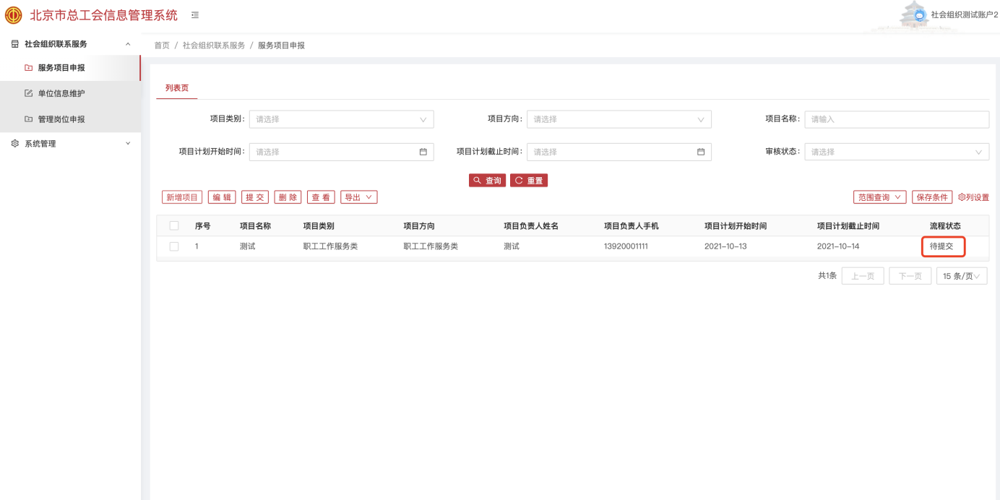 北京市总工会信息管理系统
社会组织测试账户2
社会组织联系服务
服务项目申报
单位信息维护
管理岗位申报
系统管理
首页 / 社会组织联系服务 / 服务项目申报
列表页
项目类别: 请选择 项目方向: 请选择 项目名称: 请输入
项目计划开始时间: 请选择 项目计划截止时间: 请选择 审核状态: 请选择
查询 重置
新增项目 编辑 提交 删除 查看 导出 范围查询 保存条件 列设置
序号 项目名称 项目类别 项目方向 项目负责人姓名 项目负责人手机 项目计划开始时间 项目计划截止时间 流程状态
1 测试 职工工作服务类 职工工作服务类 测试 13920001111 2021-10-13 2021-10-14 待提交
共1条 上一页 下一页 15 条/页